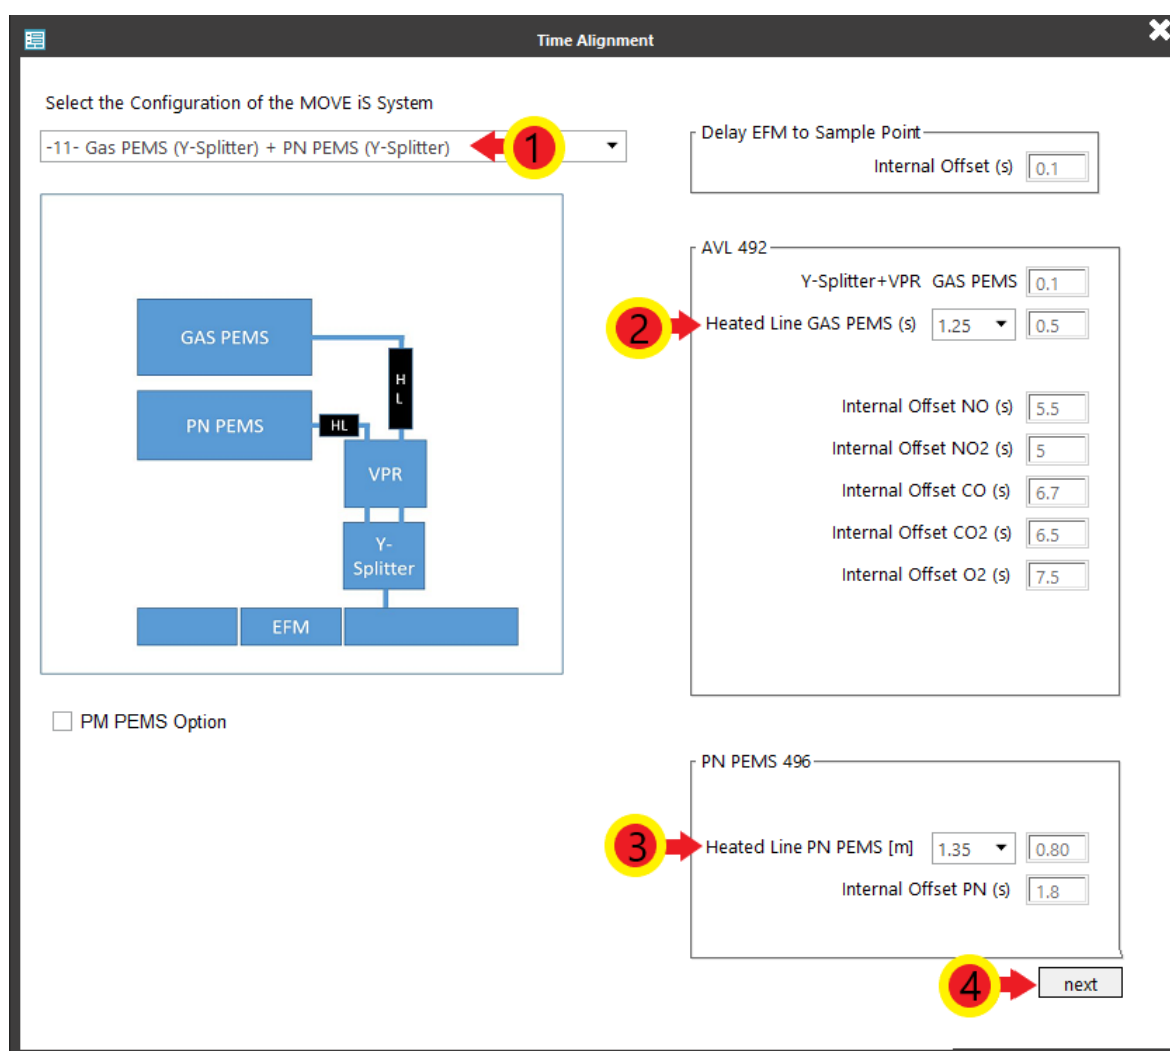 Time Alignment
Select the Configuration of the MOVE iS System
-11- Gas PEMS (Y-Splitter) + PN PEMS (Y-Splitter)
1
Delay EFM to Sample Point
Internal Offset (s) 0.1
AVL 492
Y-Splitter+VPR GAS PEMS 0.1
2
Heated Line GAS PEMS (s) 1.25 0.5
Internal Offset NO (s) 5.5
Internal Offset NO2 (s) 5
Internal Offset CO (s) 6.7
Internal Offset CO2 (s) 6.5
Internal Offset O2 (s) 7.5
GAS PEMS
H
L
PN PEMS
HL
VPR
Y-
Splitter
EFM
PM PEMS Option
PN PEMS 496
3
Heated Line PN PEMS [m] 1.35 0.80
Internal Offset PN (s) 1.8
4
next